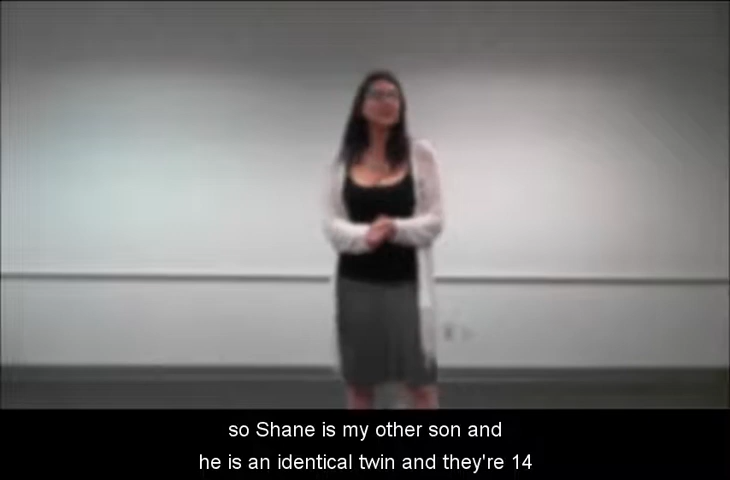 so Shane is my other son and
he is an identical twin and they're 14